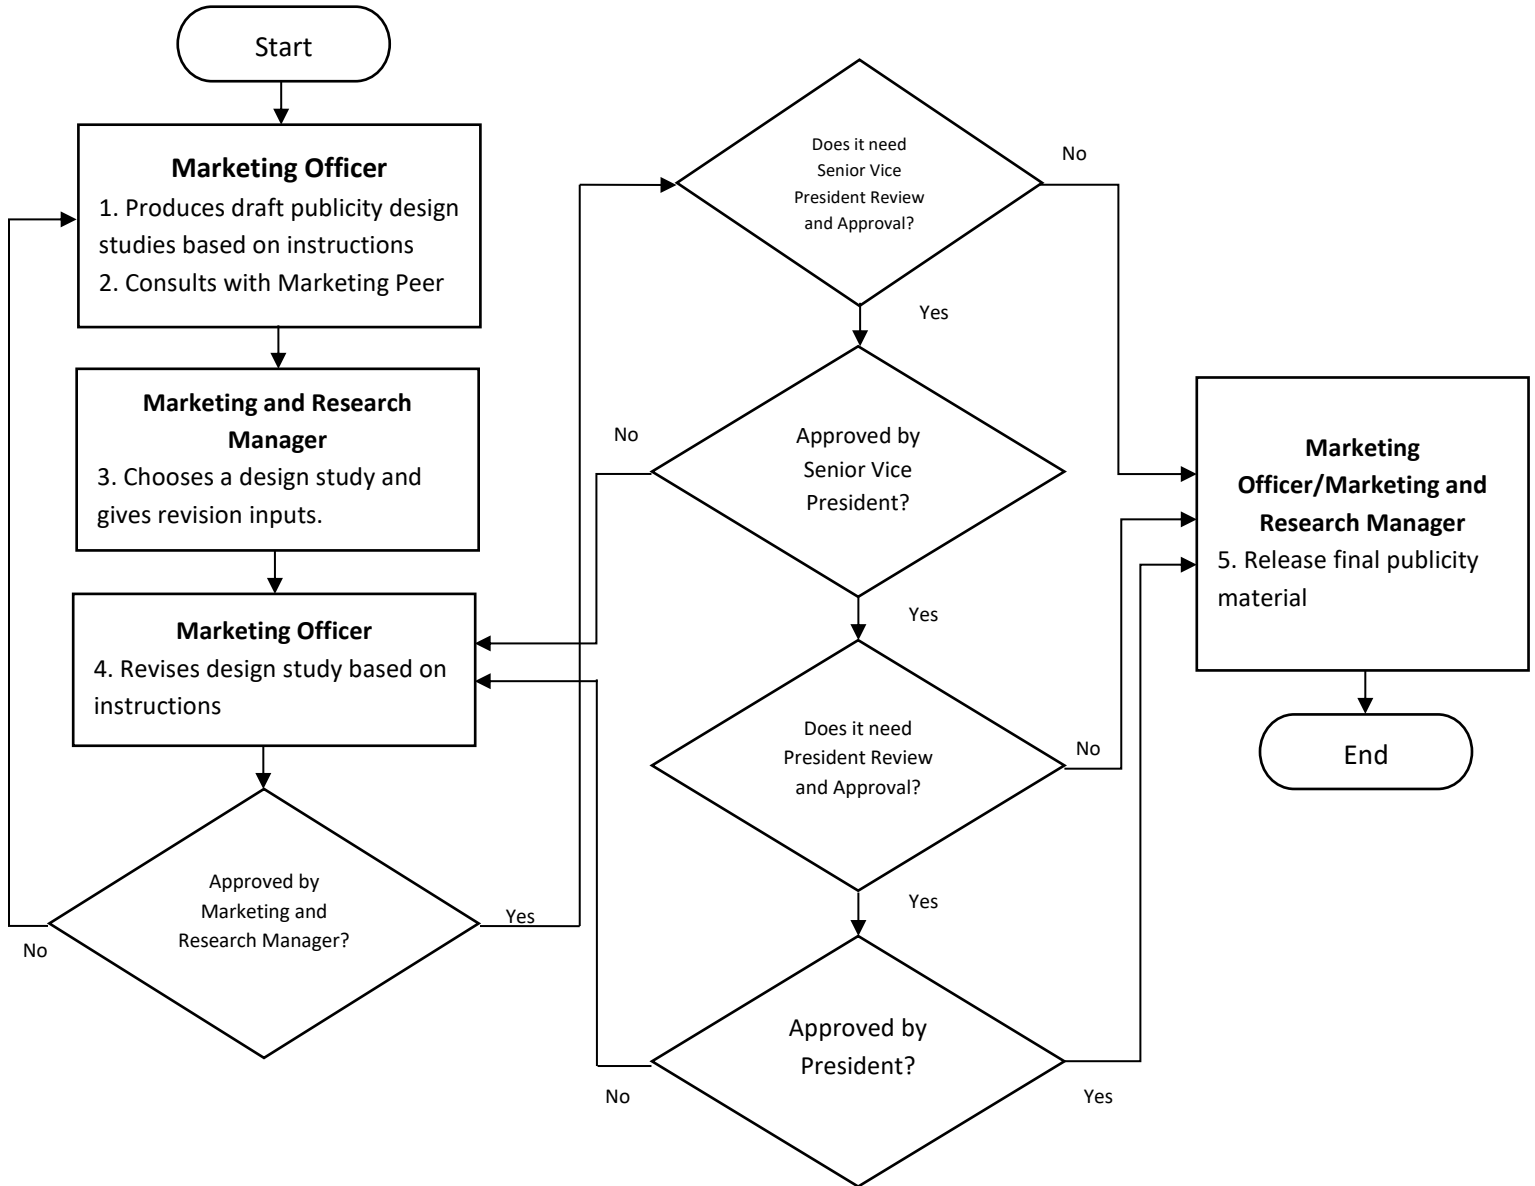 Start
Marketing Officer
1. Produces draft publicity design
studies based on instructions
2. Consults with Marketing Peer
Marketing and Research
Manager
3. Chooses a design study and
gives revision inputs.
Marketing Officer
4. Revises design study based on
instructions
Approved by
Marketing and
Research Manager?
No
Yes
Does it need
Senior Vice
President Review
and Approval?
No
Yes
Approved by
Senior Vice
President?
No
Yes
Does it need
President Review
and Approval?
No
Yes
Approved by
President?
No
Yes
Marketing
Officer/Marketing and
Research Manager
5. Release final publicity
material
End